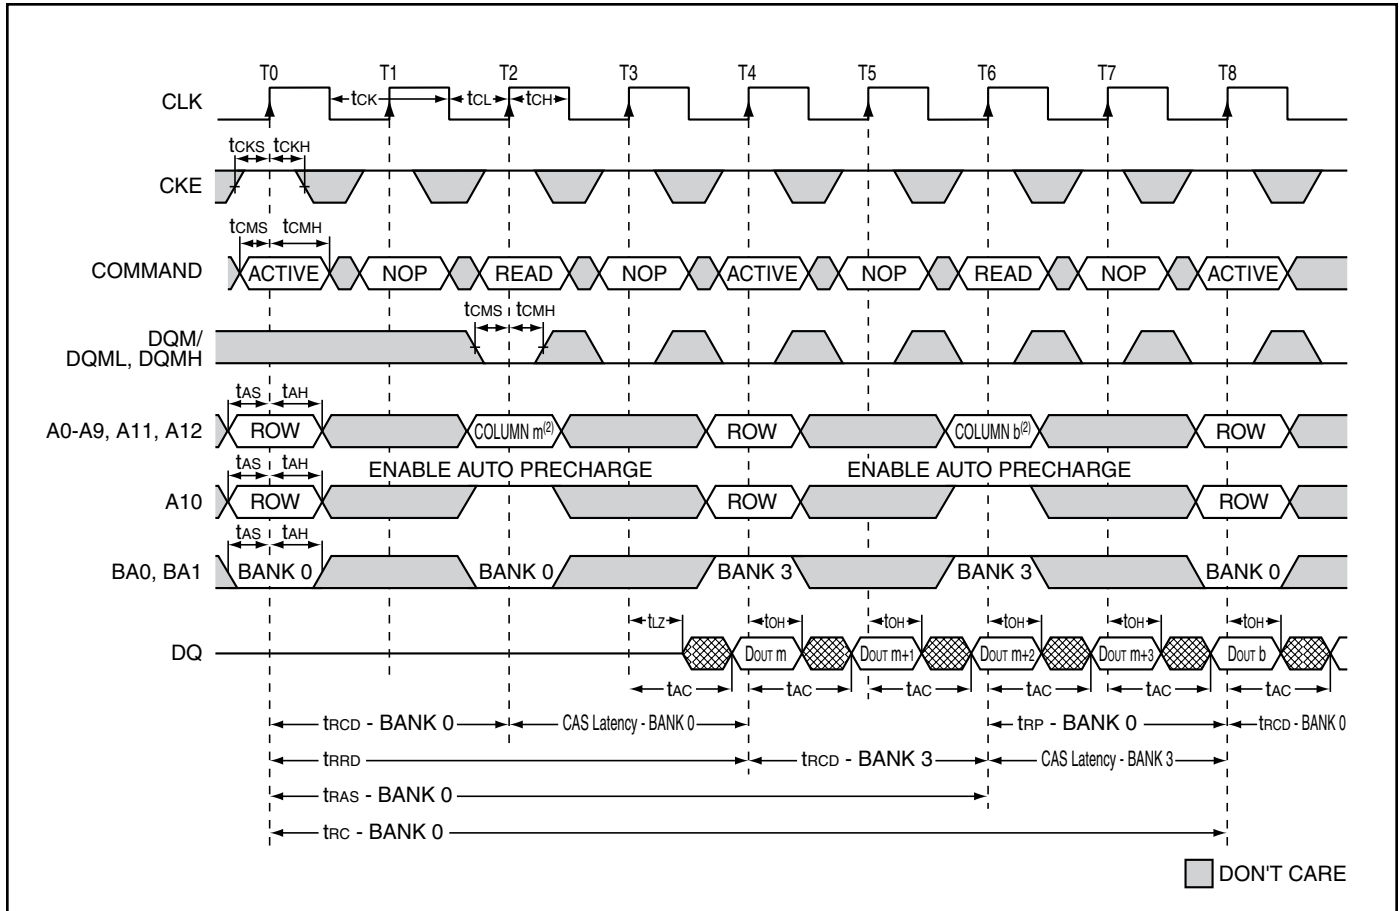 T0 T1 T2 T3 T4 T5 T6 T7 T8
CLK tCK tCL tCH
tCKS tCKH
CKE
tCMS tCMH
COMMAND ACTIVE NOP READ NOP ACTIVE NOP READ NOP ACTIVE
tCMS tCMH
DQM/
DQML, DQMH
tAS tAH
A0-A9, A11, A12 ROW COLUMN m(2) ROW COLUMN b(2) ROW
tAS tAH ENABLE AUTO PRECHARGE ENABLE AUTO PRECHARGE
A10 ROW ROW ROW
tAS tAH
BA0, BA1 BANK 0 BANK 0 BANK 3 BANK 3 BANK 0
tLZ tOH tOH tOH tOH tOH
DQ DOUT m DOUT m+1 DOUT m+2 DOUT m+3 DOUT b
tAC tAC tAC tAC tAC tAC
tRCD - BANK 0 CAS Latency - BANK 0 tRP - BANK 0 tRCD - BANK 0
tRRD tRCD - BANK 3 CAS Latency - BANK 3
tRAS - BANK 0
tRC - BANK 0
DON'T CARE